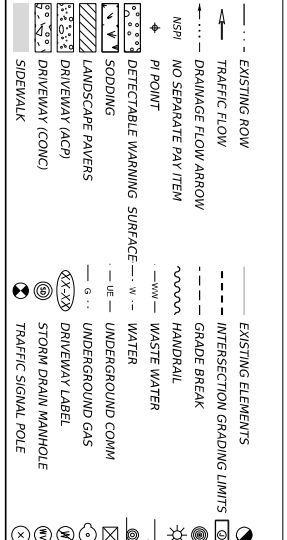 EXISTING ROW
TRAFFIC FLOW
DRAINAGE FLOW ARROW
NSPI NO SEPARATE PAY ITEM
PI POINT
DETECTABLE WARNING SURFACE
SODDING
LANDSCAPE PAVERS
DRIVEWAY (ACP)
DRIVEWAY (CONC)
SIDEWALK
EXISTING ELEMENTS
INTERSECTION GRADING LIMITS
GRADE BREAK
HANDRAIL
WW WASTE WATER
W WATER
UE UNDERGROUND COMM
G UNDERGROUND GAS
XX-XX DRIVEWAY LABEL
SD STORM DRAIN MANHOLE
TRAFFIC SIGNAL POLE